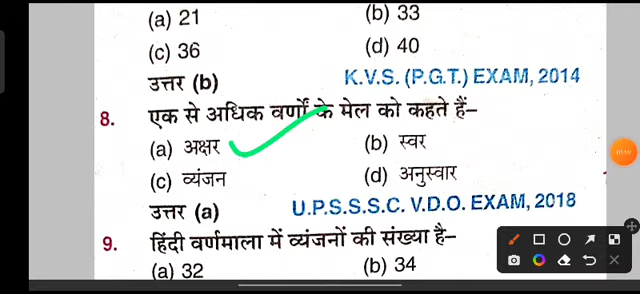 (a) 21 (b) 33
(c) 36 (d) 40
उत्तर (b) K.V.S. (P.G.T.) EXAM, 2014
8. एक से अधिक वर्णों के मेल को कहते हैं–
(a) अक्षर (b) स्वर
(c) व्यंजन (d) अनुस्वार
उत्तर (a) U.P.S.S.S.C. V.D.O. EXAM, 2018
9. हिंदी वर्णमाला में व्यंजनों की संख्या है–
(a) 32 (b) 34